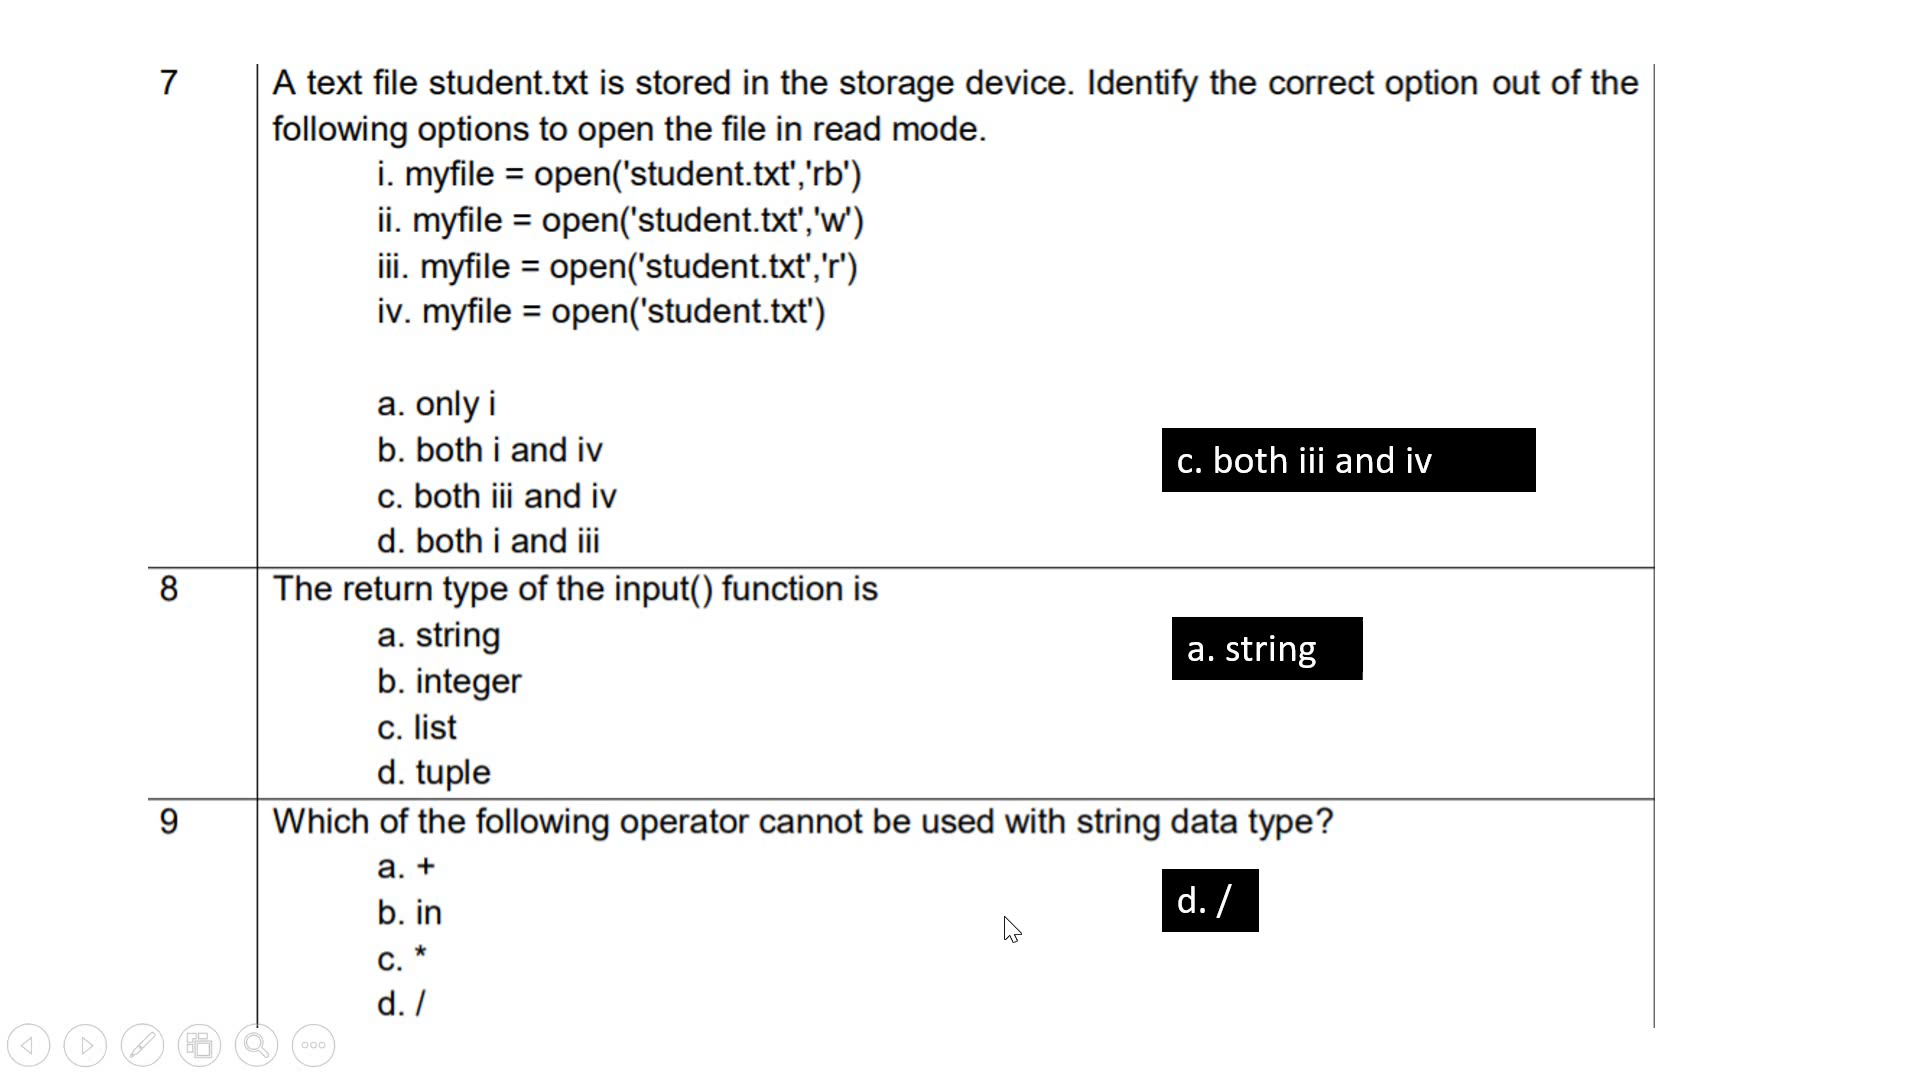 7
A text file student.txt is stored in the storage device. Identify the correct option out of the
following options to open the file in read mode.
i. myfile = open('student.txt','rb')
ii. myfile = open('student.txt','w')
iii. myfile = open('student.txt','r')
iv. myfile = open('student.txt')
a. only i
b. both i and iv
c. both iii and iv
d. both i and iii
c. both iii and iv
8
The return type of the input() function is
a. string
b. integer
c. list
d. tuple
a. string
9
Which of the following operator cannot be used with string data type?
a. +
b. in
c. *
d. /
d. /